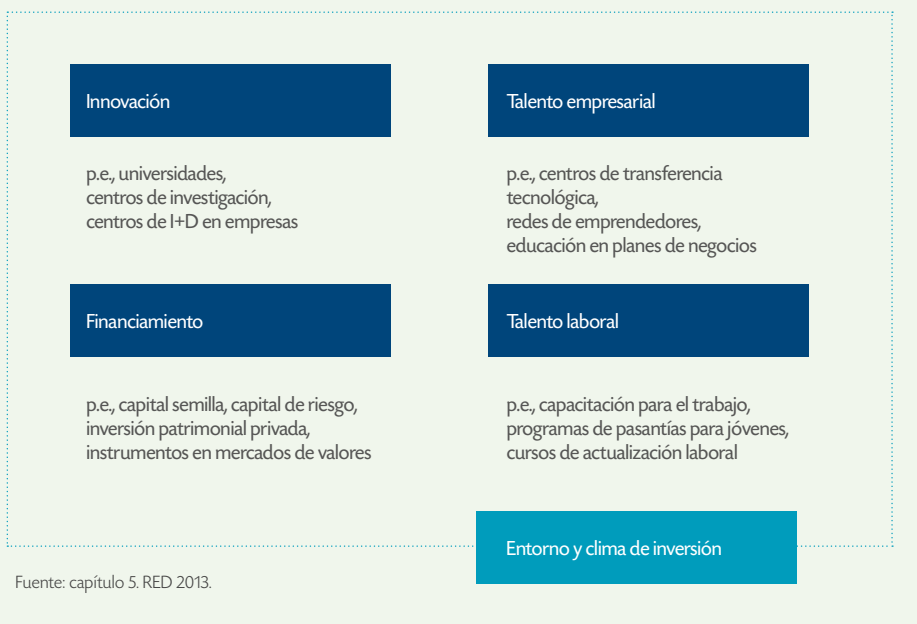 Innovación
p.e., universidades,
centros de investigación,
centros de I+D en empresas
Talento empresarial
p.e., centros de transferencia
tecnológica,
redes de emprendedores,
educación en planes de negocios
Financiamiento
p.e., capital semilla, capital de riesgo,
inversión patrimonial privada,
instrumentos en mercados de valores
Talento laboral
p.e., capacitación para el trabajo,
programas de pasantías para jóvenes,
cursos de actualización laboral
Entorno y clima de inversión
Fuente: capítulo 5. RED 2013.